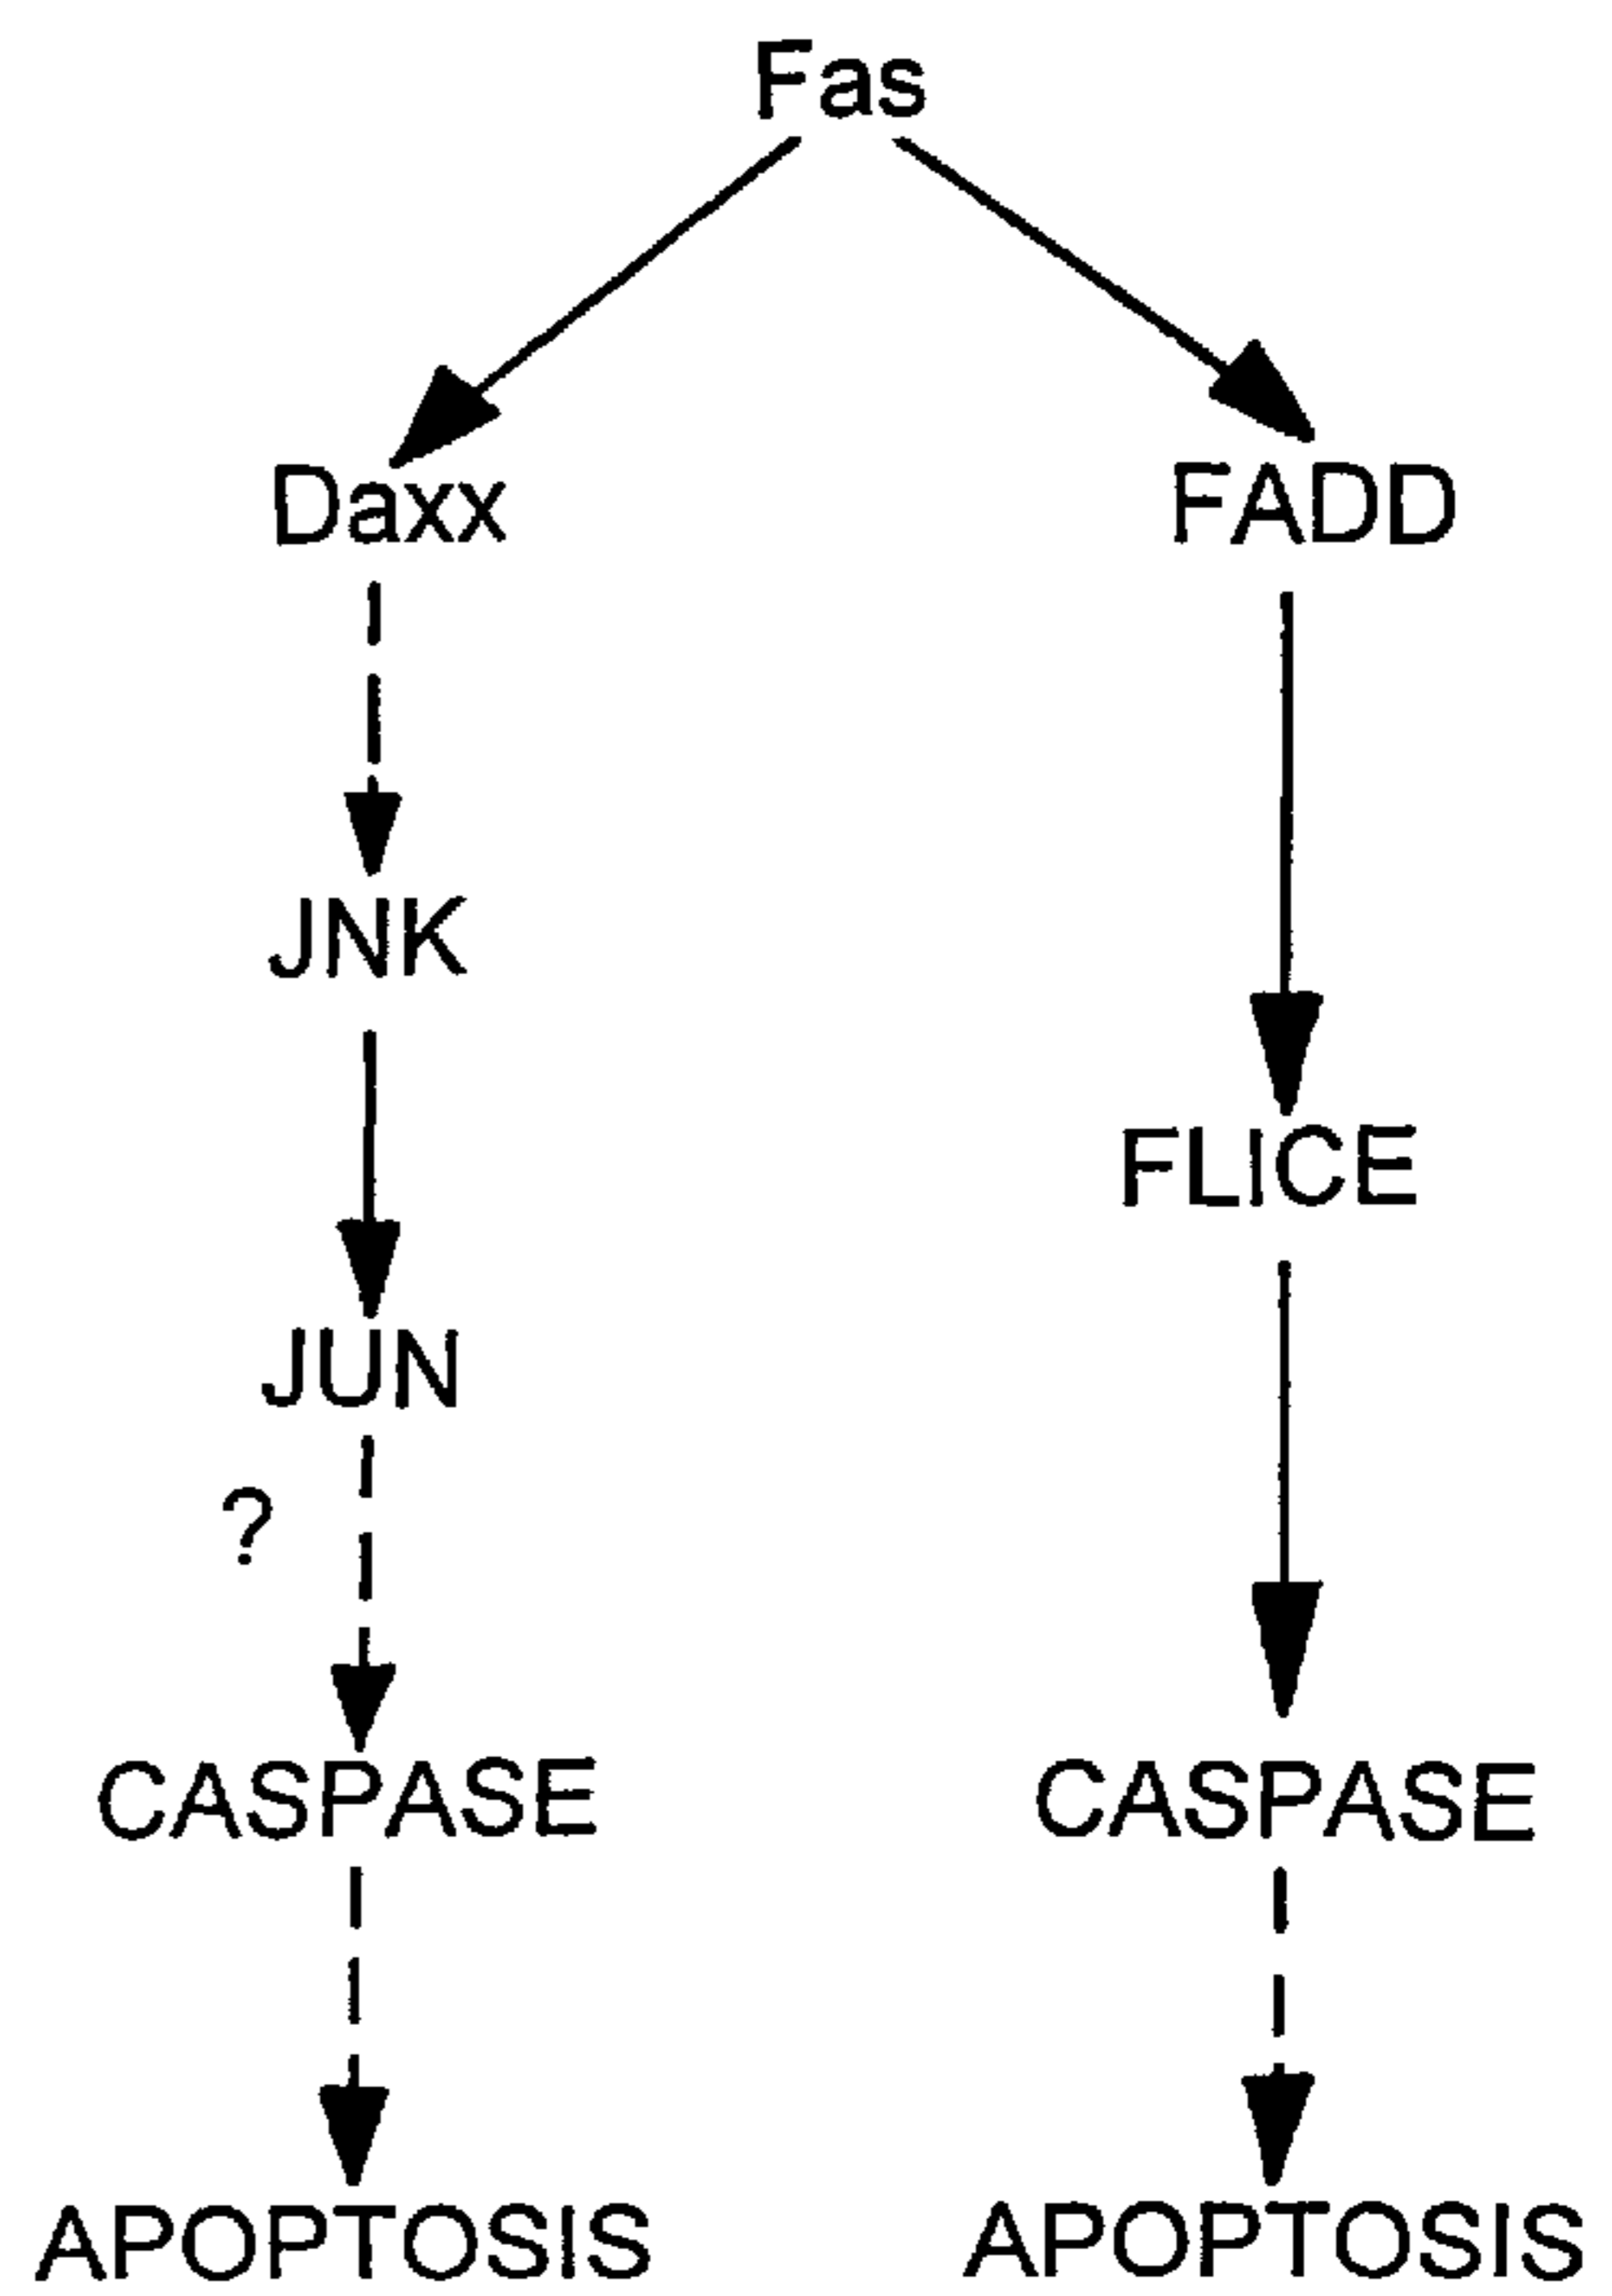 Fas
Daxx
FADD
JNK
FLICE
JUN
?
CASPASE
CASPASE
APOPTOSIS
APOPTOSIS